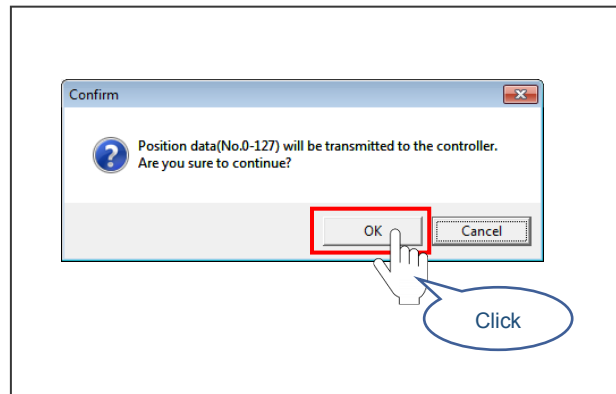 Confirm
Position data(No.0-127) will be transmitted to the controller.
Are you sure to continue?
OK
Cancel
Click